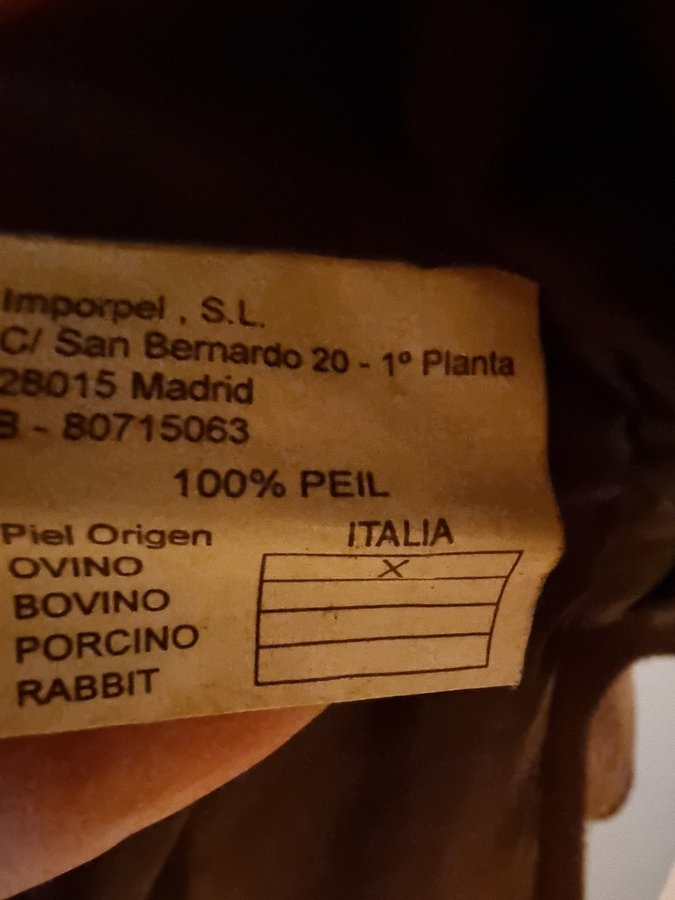 Imporpel , S.L.
C/ San Bernardo 20 - 1º Planta
28015 Madrid
B - 80715063
100% PEIL
Piel Origen ITALIA
OVINO X
BOVINO
PORCINO
RABBIT